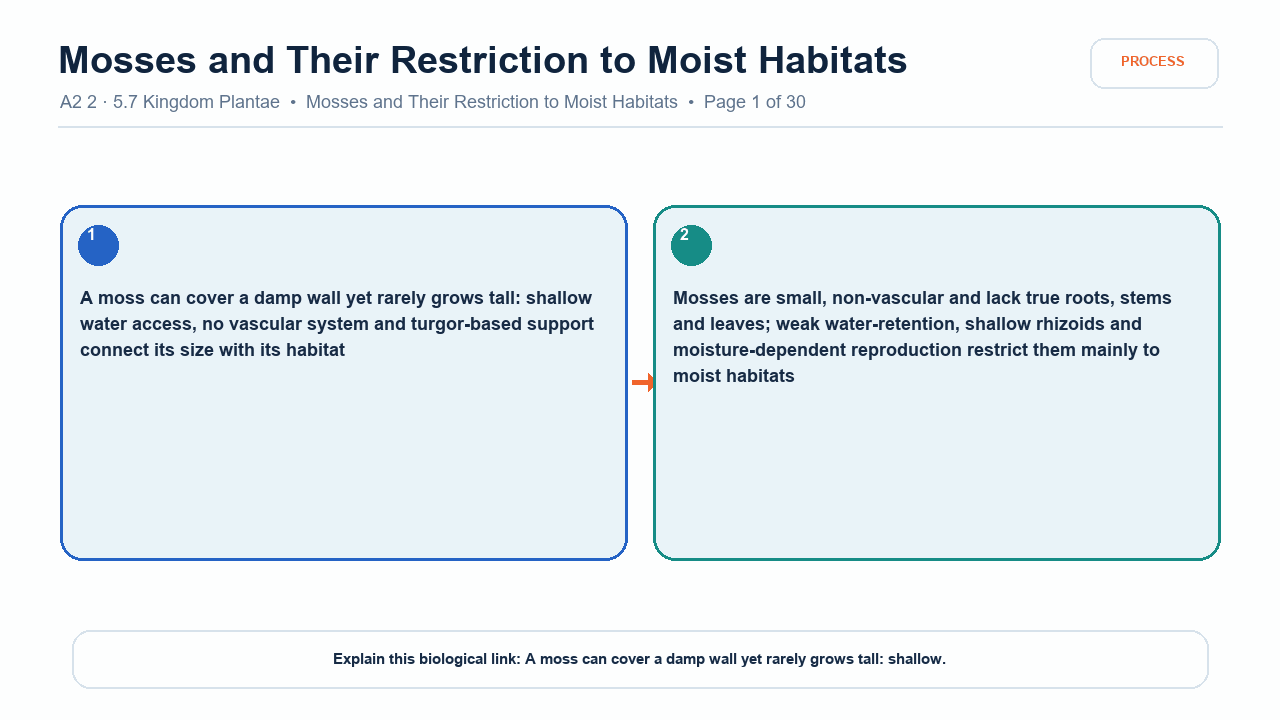 Mosses and Their Restriction to Moist Habitats
PROCESS
A2 2 · 5.7 Kingdom Plantae • Mosses and Their Restriction to Moist Habitats • Page 1 of 30
1
A moss can cover a damp wall yet rarely grows tall: shallow
water access, no vascular system and turgor-based support
connect its size with its habitat
2
Mosses are small, non-vascular and lack true roots, stems
and leaves; weak water-retention, shallow rhizoids and
moisture-dependent reproduction restrict them mainly to
moist habitats
Explain this biological link: A moss can cover a damp wall yet rarely grows tall: shallow.